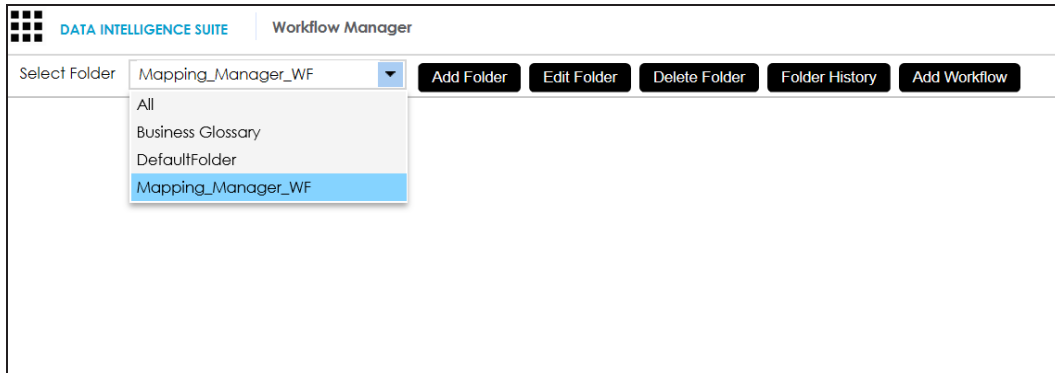 DATA INTELLIGENCE SUITE Workflow Manager
Select Folder Mapping_Manager_WF Add Folder Edit Folder Delete Folder Folder History Add Workflow
All
Business Glossary
DefaultFolder
Mapping_Manager_WF